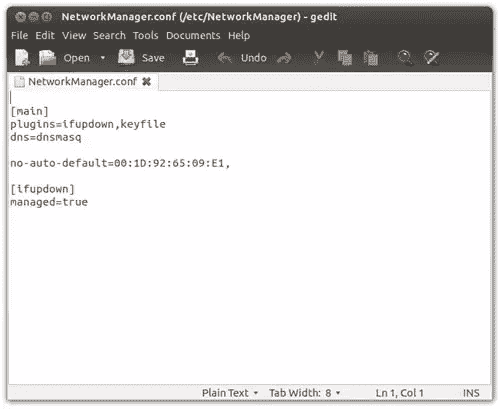 NetworkManager.conf (/etc/NetworkManager) - gedit
File Edit View Search Tools Documents Help
Open Save Undo
NetworkManager.conf
[main]
plugins=ifupdown,keyfile
dns=dnsmasq
no-auto-default=00:1D:92:65:09:E1,
[ifupdown]
managed=true
Plain Text Tab Width: 8 Ln 1, Col 1 INS